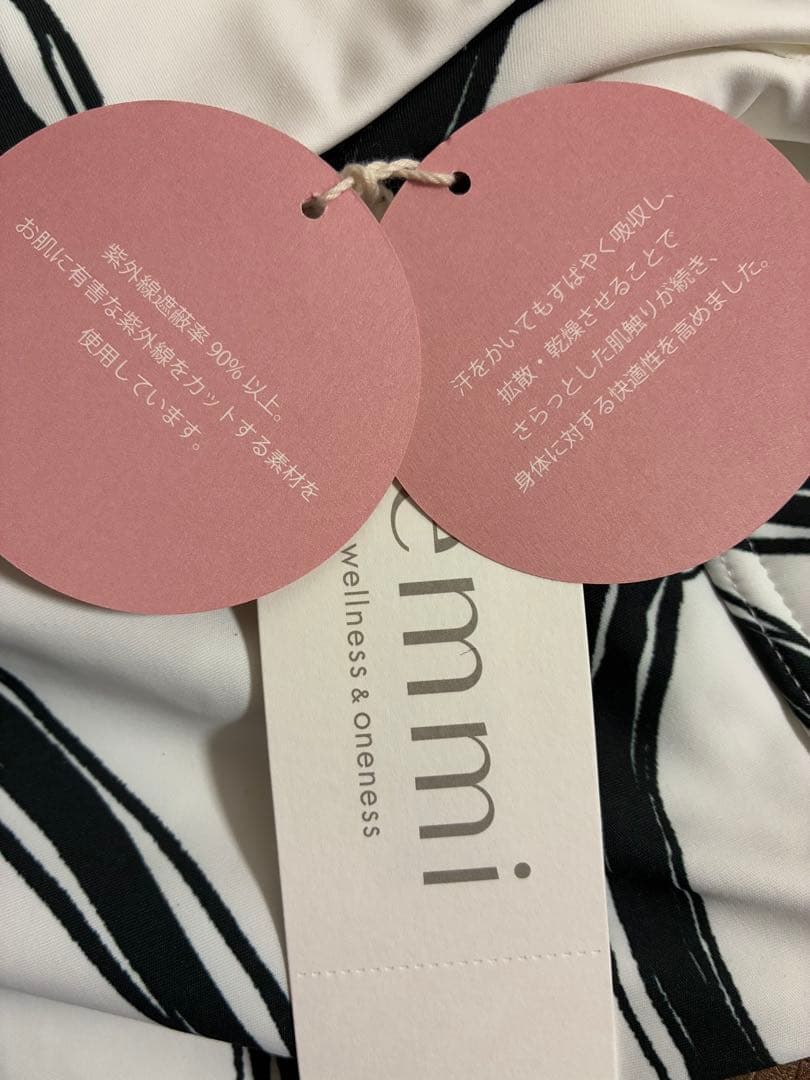 紫外線遮蔽率 90% 以上。
お肌に有害な紫外線をカットする素材を
使用しています。
汗をかいてもすばやく吸収し、
拡散・乾燥させることで
さらっとした肌触りが続き、
身体に対する快適性を高めました。
emmi
wellness & oneness